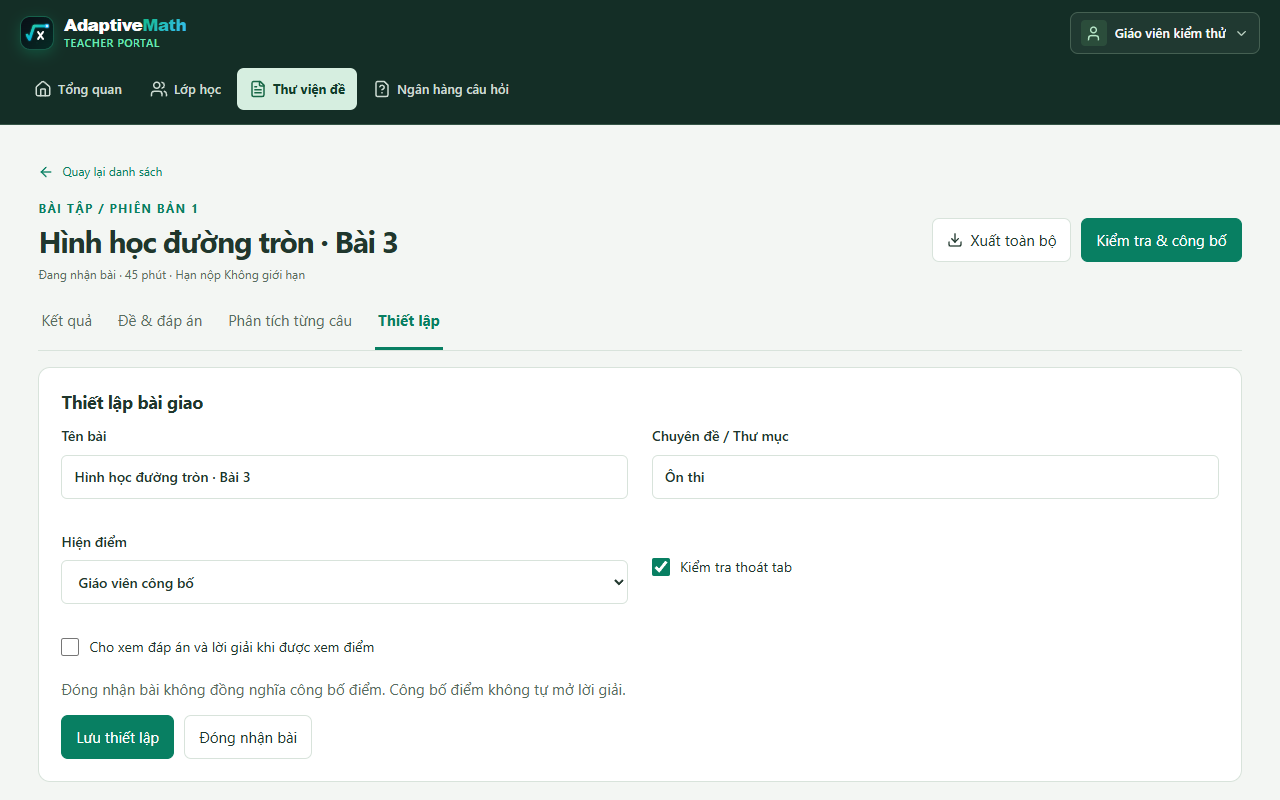 AdaptiveMath
TEACHER PORTAL
Giáo viên kiểm thử
Tổng quan
Lớp học
Thư viện đề
Ngân hàng câu hỏi
Quay lại danh sách
BÀI TẬP / PHIÊN BẢN 1
Hình học đường tròn · Bài 3
Đang nhận bài · 45 phút · Hạn nộp Không giới hạn
Xuất toàn bộ
Kiểm tra & công bố
Kết quả
Đề & đáp án
Phân tích từng câu
Thiết lập
Thiết lập bài giao
Tên bài
Chuyên đề / Thư mục
Hình học đường tròn · Bài 3
Ôn thi
Hiện điểm
Giáo viên công bố
Kiểm tra thoát tab
Cho xem đáp án và lời giải khi được xem điểm
Đóng nhận bài không đồng nghĩa công bố điểm. Công bố điểm không tự mở lời giải.
Lưu thiết lập
Đóng nhận bài